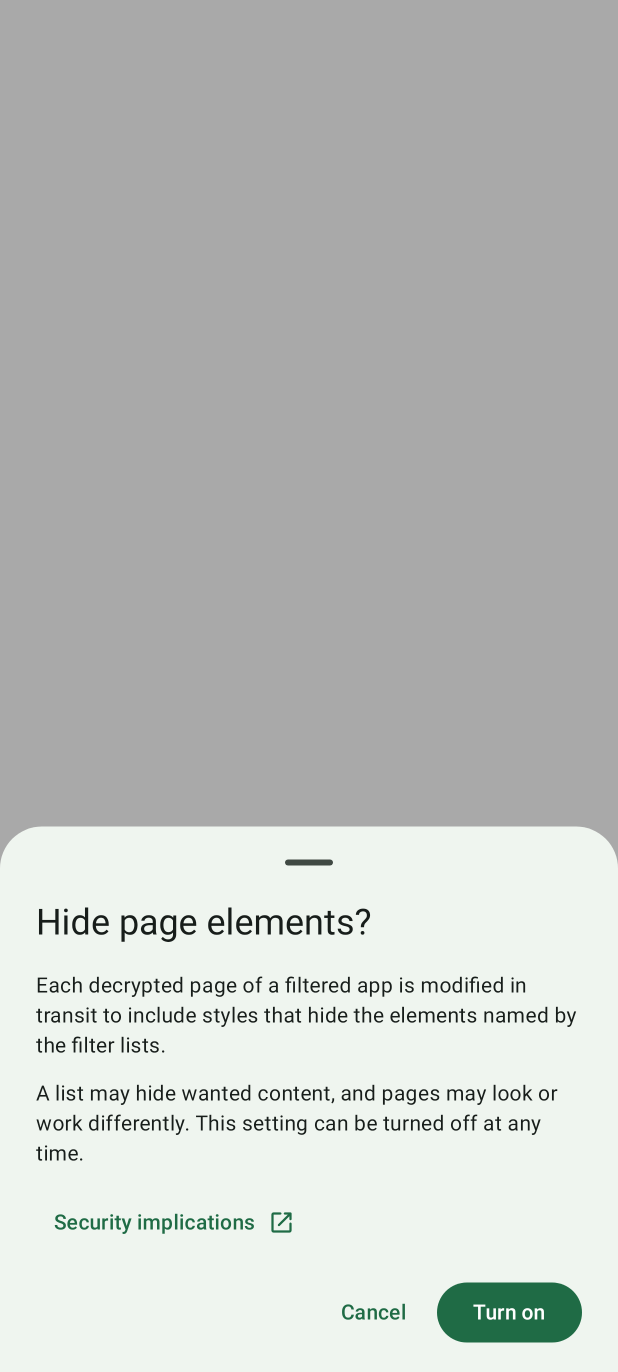 Hide page elements?
Each decrypted page of a filtered app is modified in
transit to include styles that hide the elements named by
the filter lists.
A list may hide wanted content, and pages may look or
work differently. This setting can be turned off at any
time.
Security implications
Cancel
Turn on